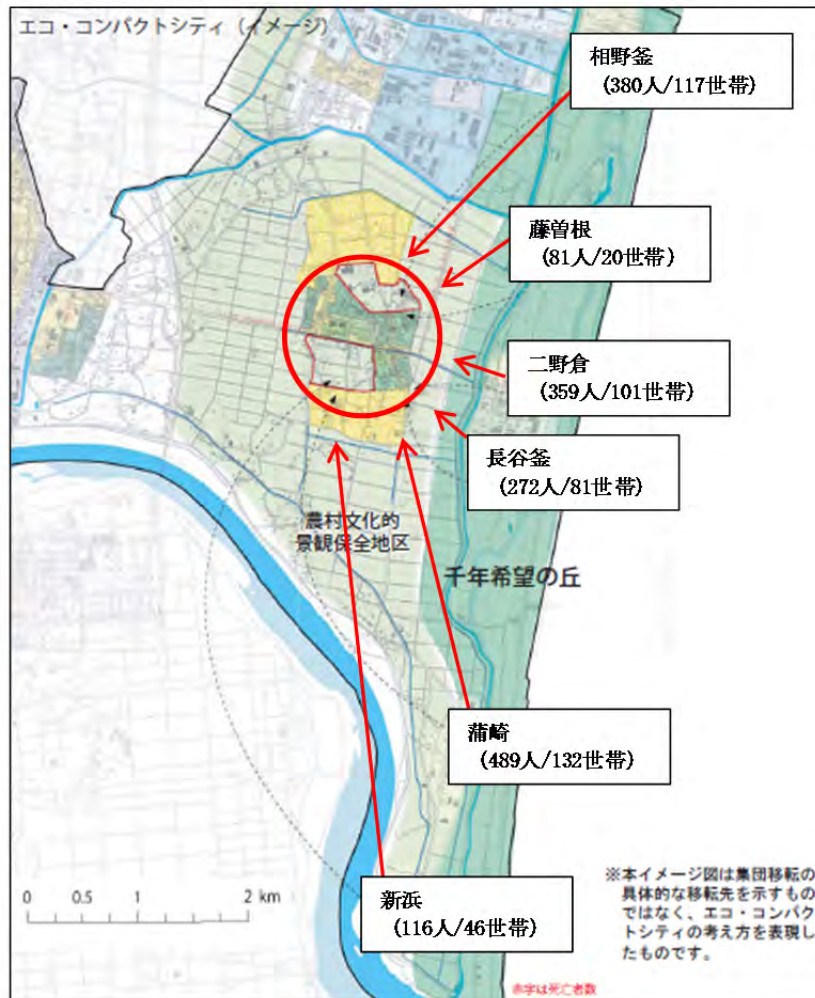 エコ・コンパクトシティ（イメージ）
相野釜
(380人/117世帯)
藤曽根
(81人/20世帯)
二野倉
(359人/101世帯)
長谷釜
(272人/81世帯)
農村文化的
景観保全地区
千年希望の丘
蒲崎
(489人/132世帯)
新浜
(116人/46世帯)
0 0.5 1 2 km
※本イメージ図は集団移転の
具体的な移転先を示すもの
ではなく、エコ・コンパク
トシティの考え方を表現し
たものです。
赤字は死亡者数